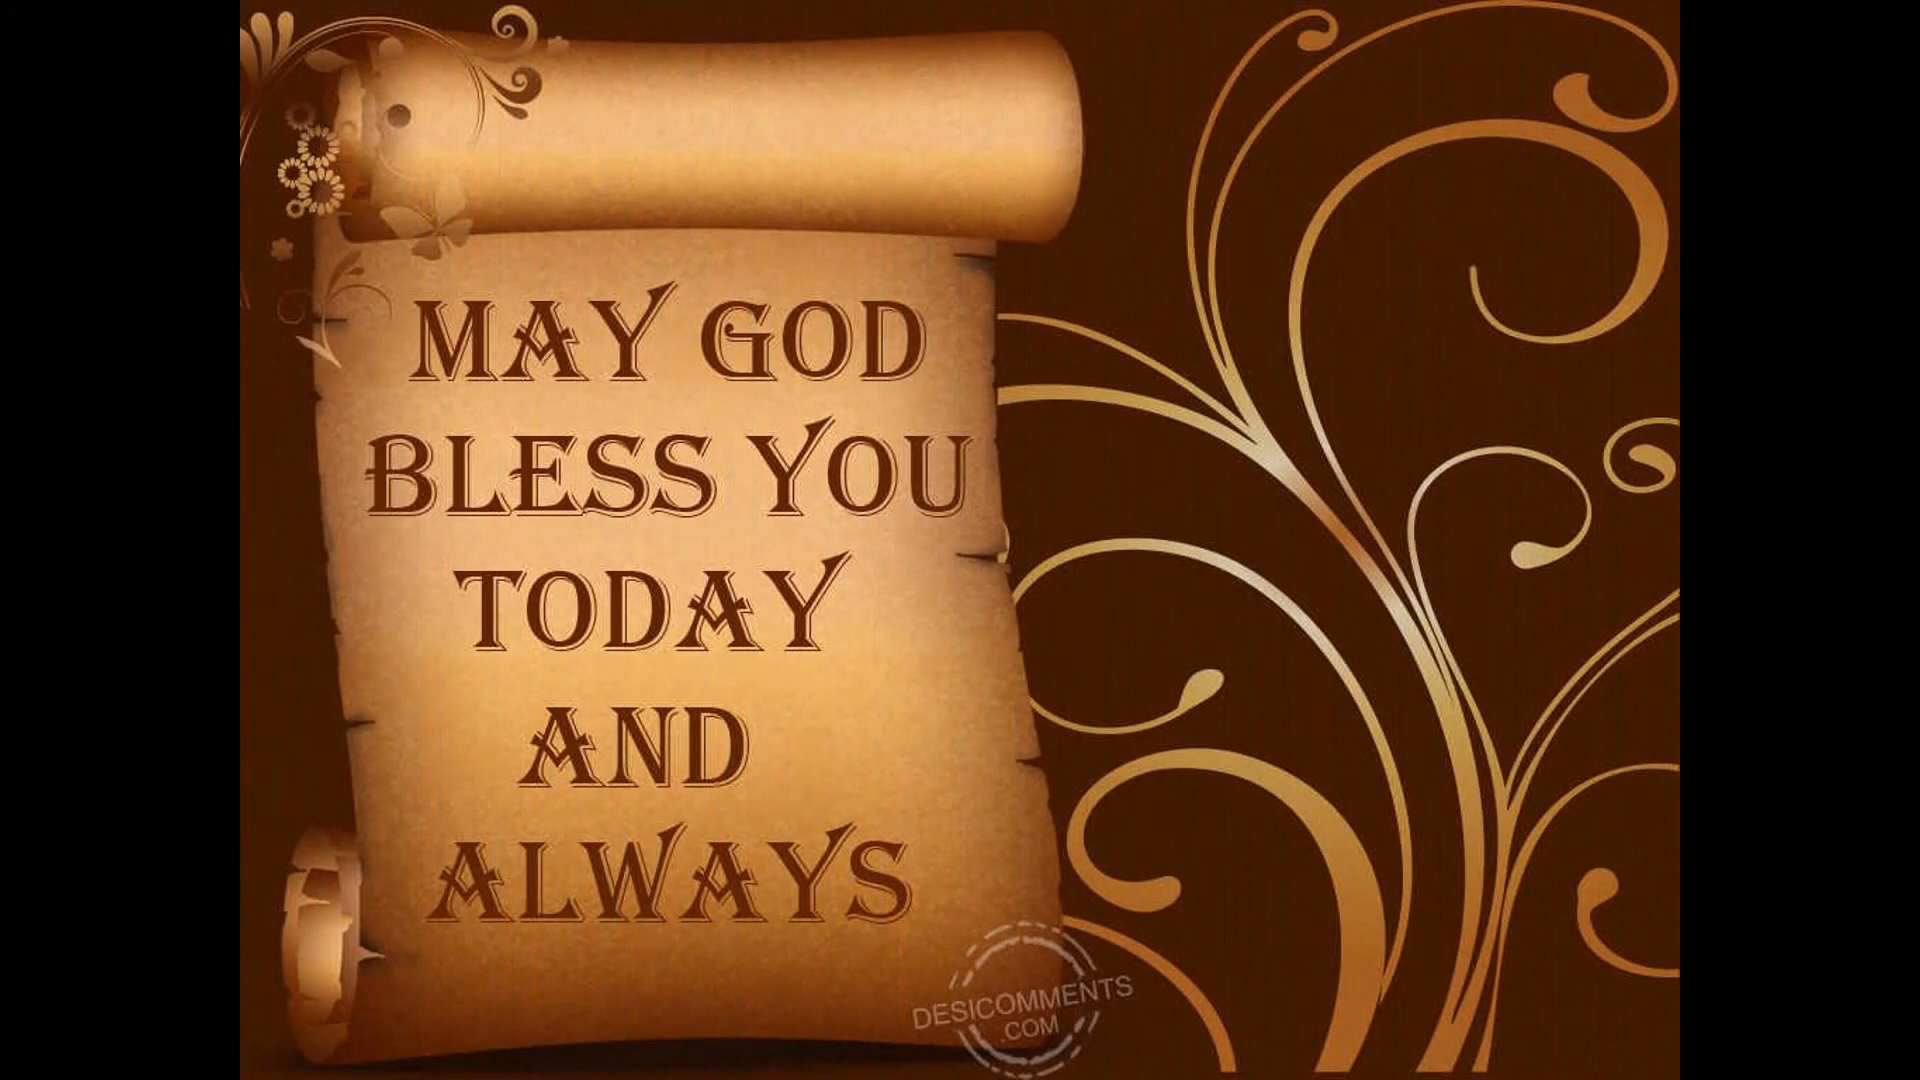 MAY GOD
BLESS YOU
TODAY
AND
ALWAYS
DESICOMMENTS
.COM